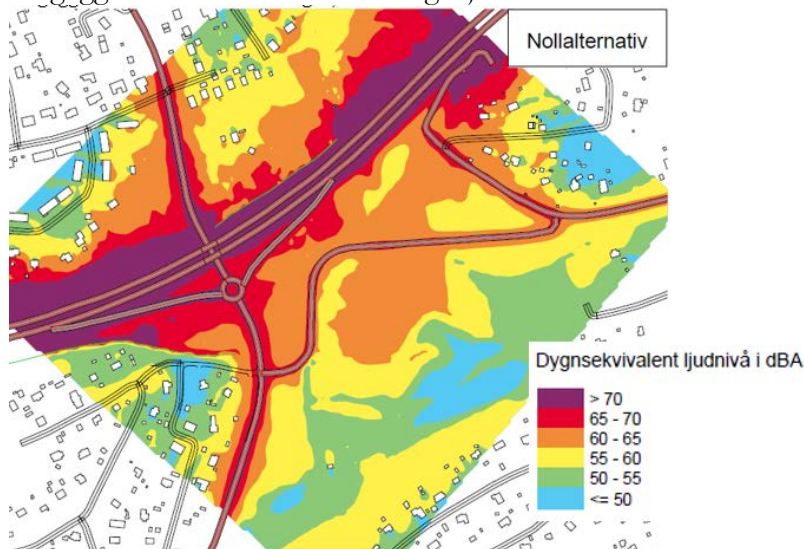 Nollalternativ
Dygnsekvivalent ljudnivå i dBA
> 70
65 - 70
60 - 65
55 - 60
50 - 55
<= 50